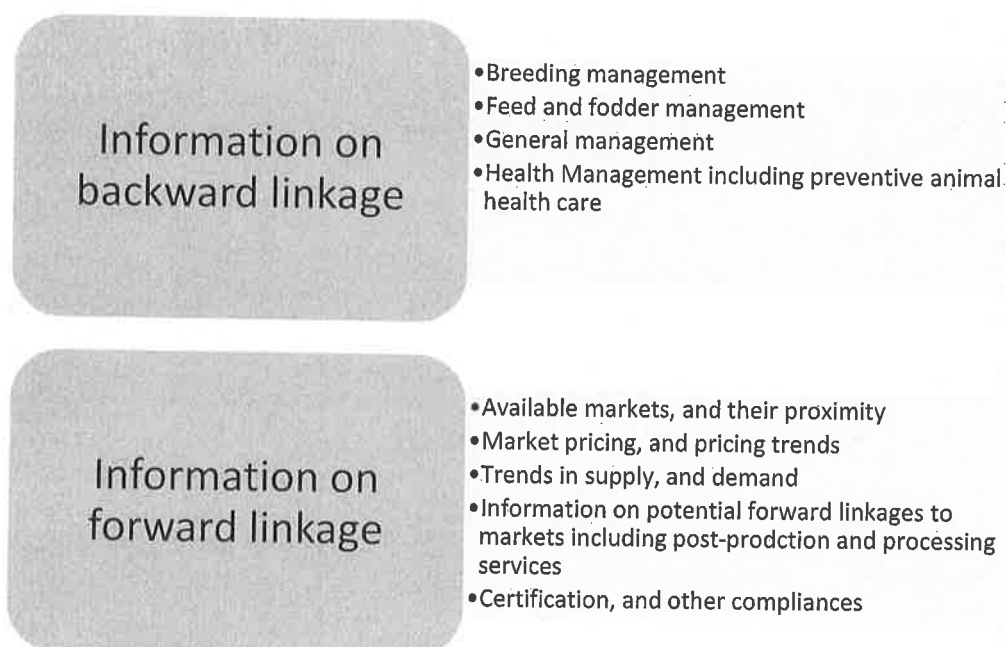 Information on
backward linkage
•Breeding management
•Feed and fodder management
•General management
•Health Management including preventive animal
health care
Information on
forward linkage
•Available markets, and their proximity
•Market pricing, and pricing trends
•Trends in supply, and demand
•Information on potential forward linkages to
markets including post-prodction and processing
services
•Certification, and other compliances